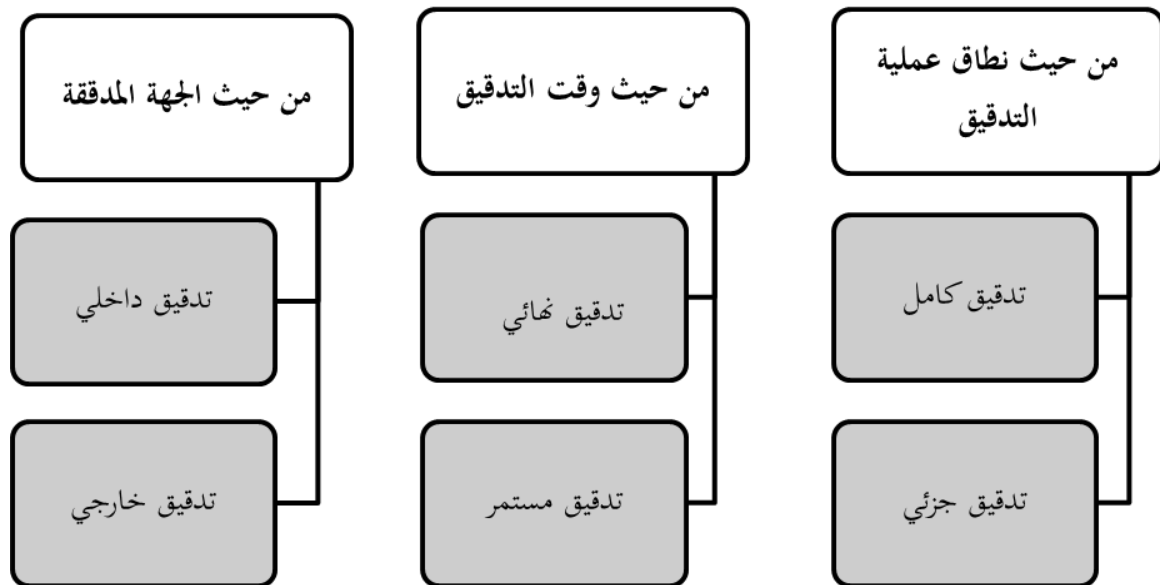 من حيث نطاق عملية
التدقيق
تدقيق كامل
تدقيق جزئي
من حيث وقت التدقيق
تدقيق نهائي
تدقيق مستمر
من حيث الجهة المدققة
تدقيق داخلي
تدقيق خارجي